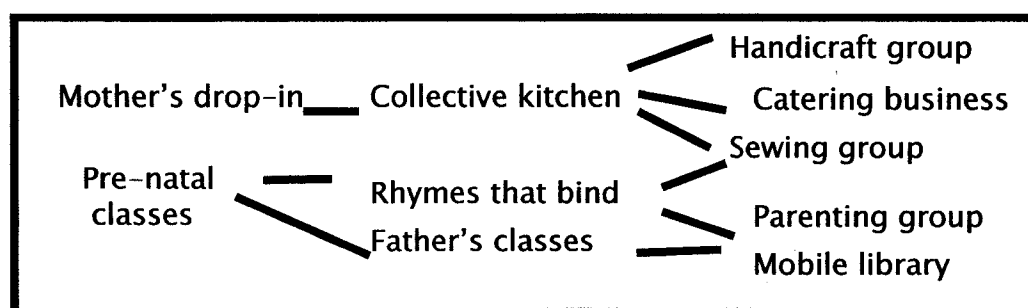 Handicraft group
Mother's drop-in Collective kitchen Catering business
Sewing group
Pre-natal
classes
Rhymes that bind
Father's classes
Parenting group
Mobile library